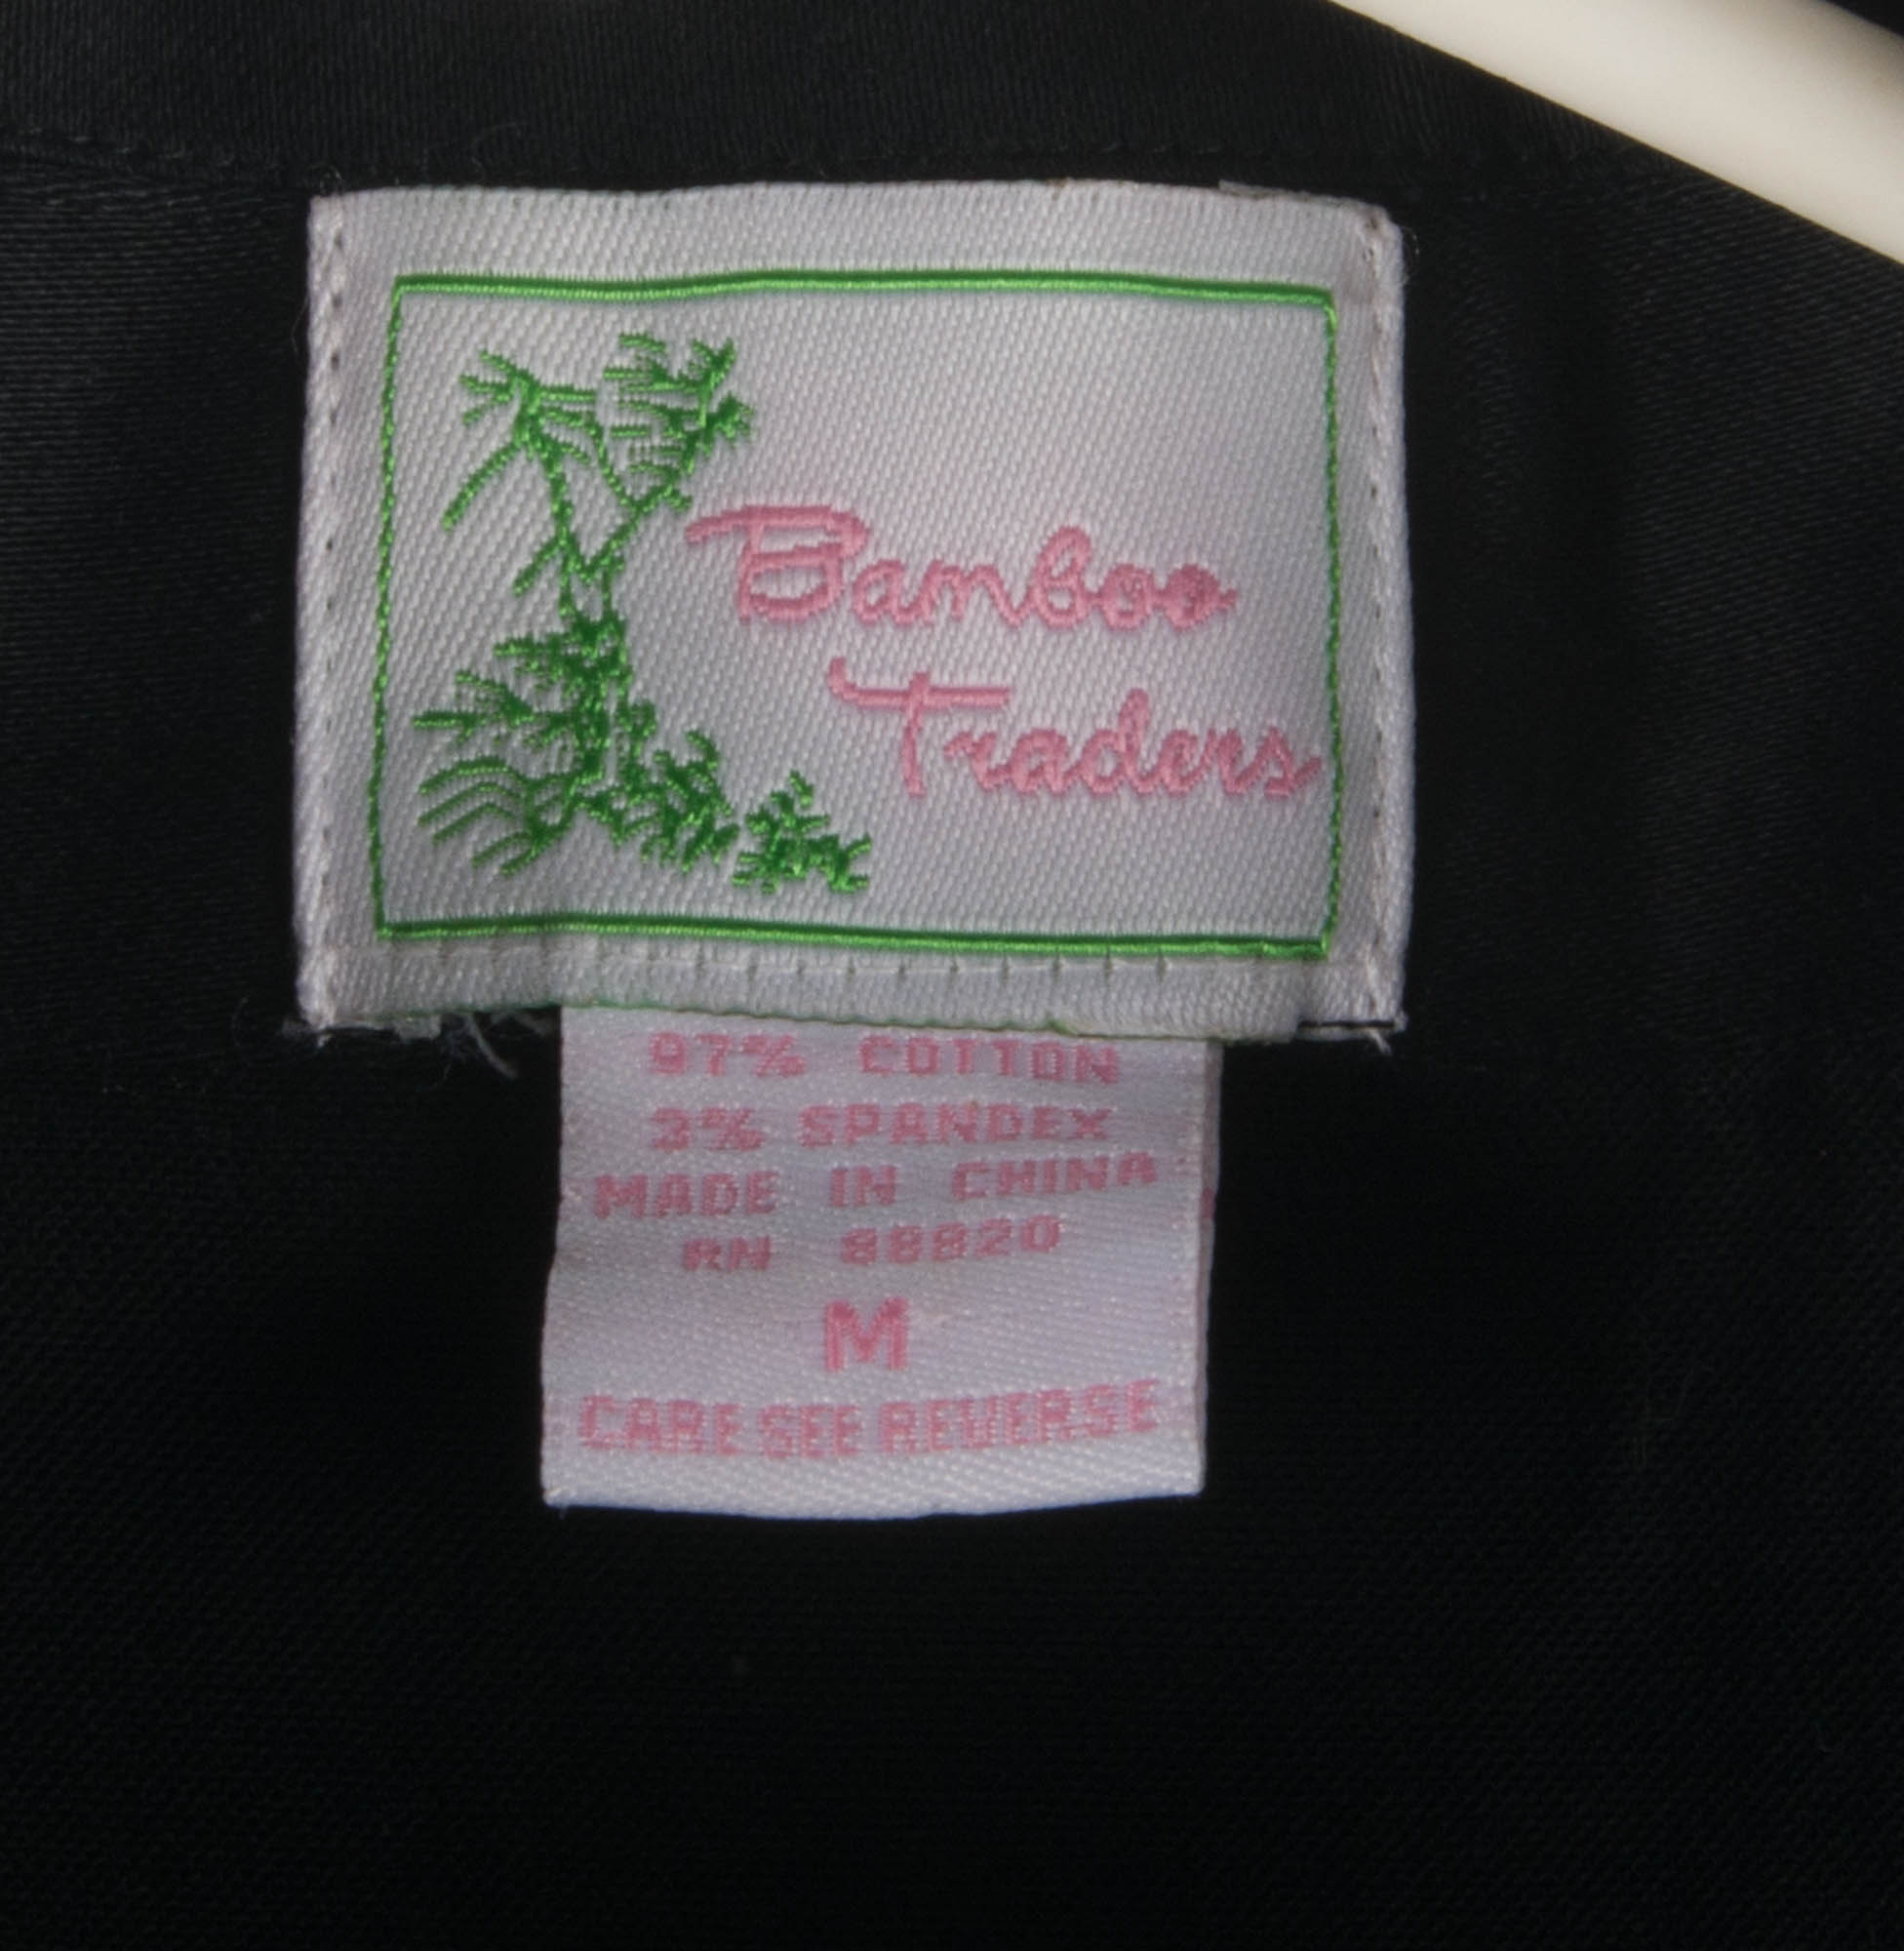 Bamboo
Traders
97% COTTON
3% SPANDEX
MADE IN CHINA
RN 88820
M
CARE SEE REVERSE